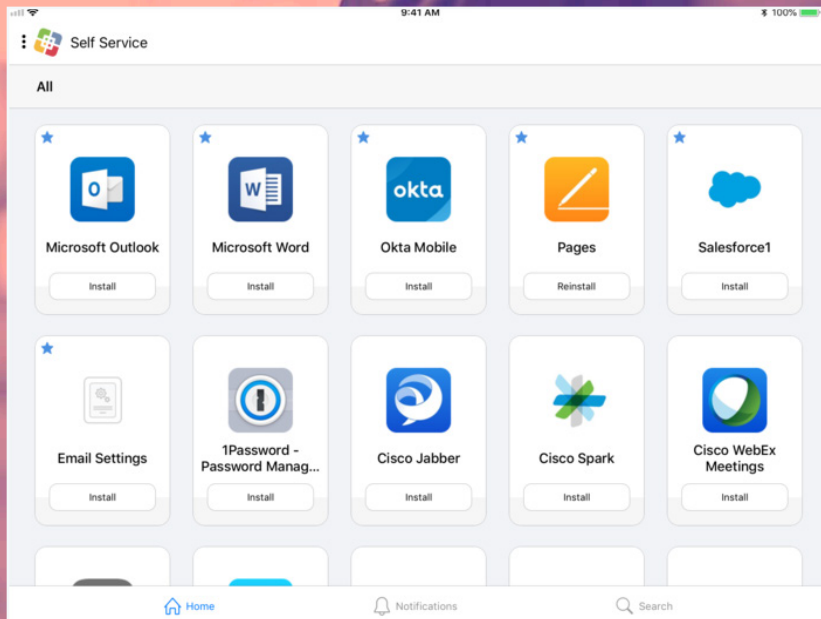 9:41 AM
100%
Self Service
All
Microsoft Outlook
Microsoft Word
Okta Mobile
Pages
Salesforce1
Install
Install
Install
Reinstall
Install
okta
W
O
Email Settings
1Password -
Password Manag...
Cisco Jabber
Cisco Spark
Cisco WebEx
Meetings
Install
Install
Install
Install
Install
Home
Notifications
Search